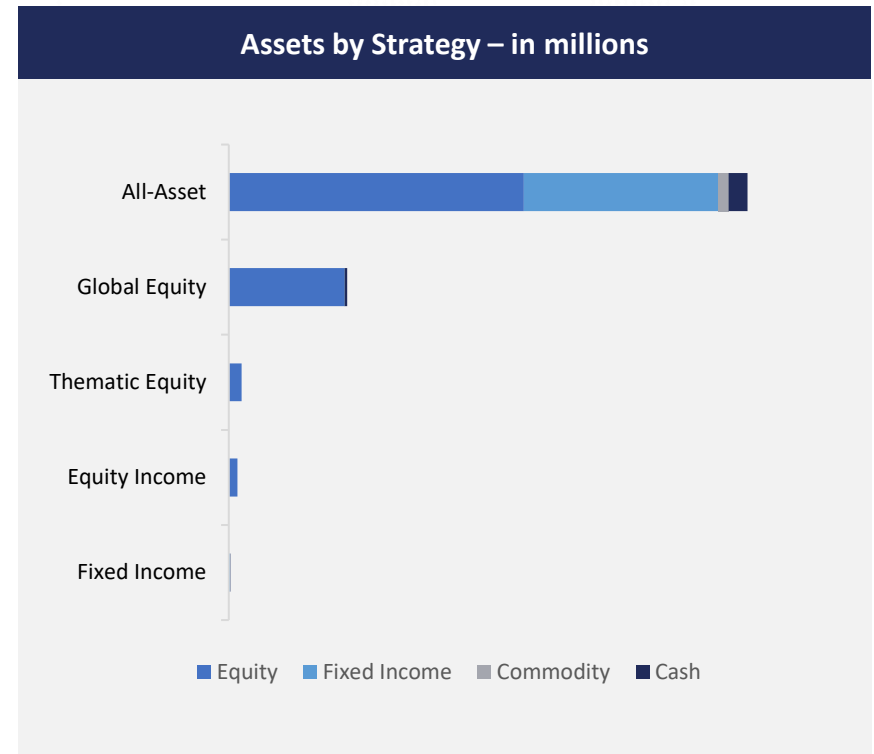 Assets by Strategy – in millions
All-Asset
Global Equity
Thematic Equity
Equity Income
Fixed Income
Equity Fixed Income Commodity Cash